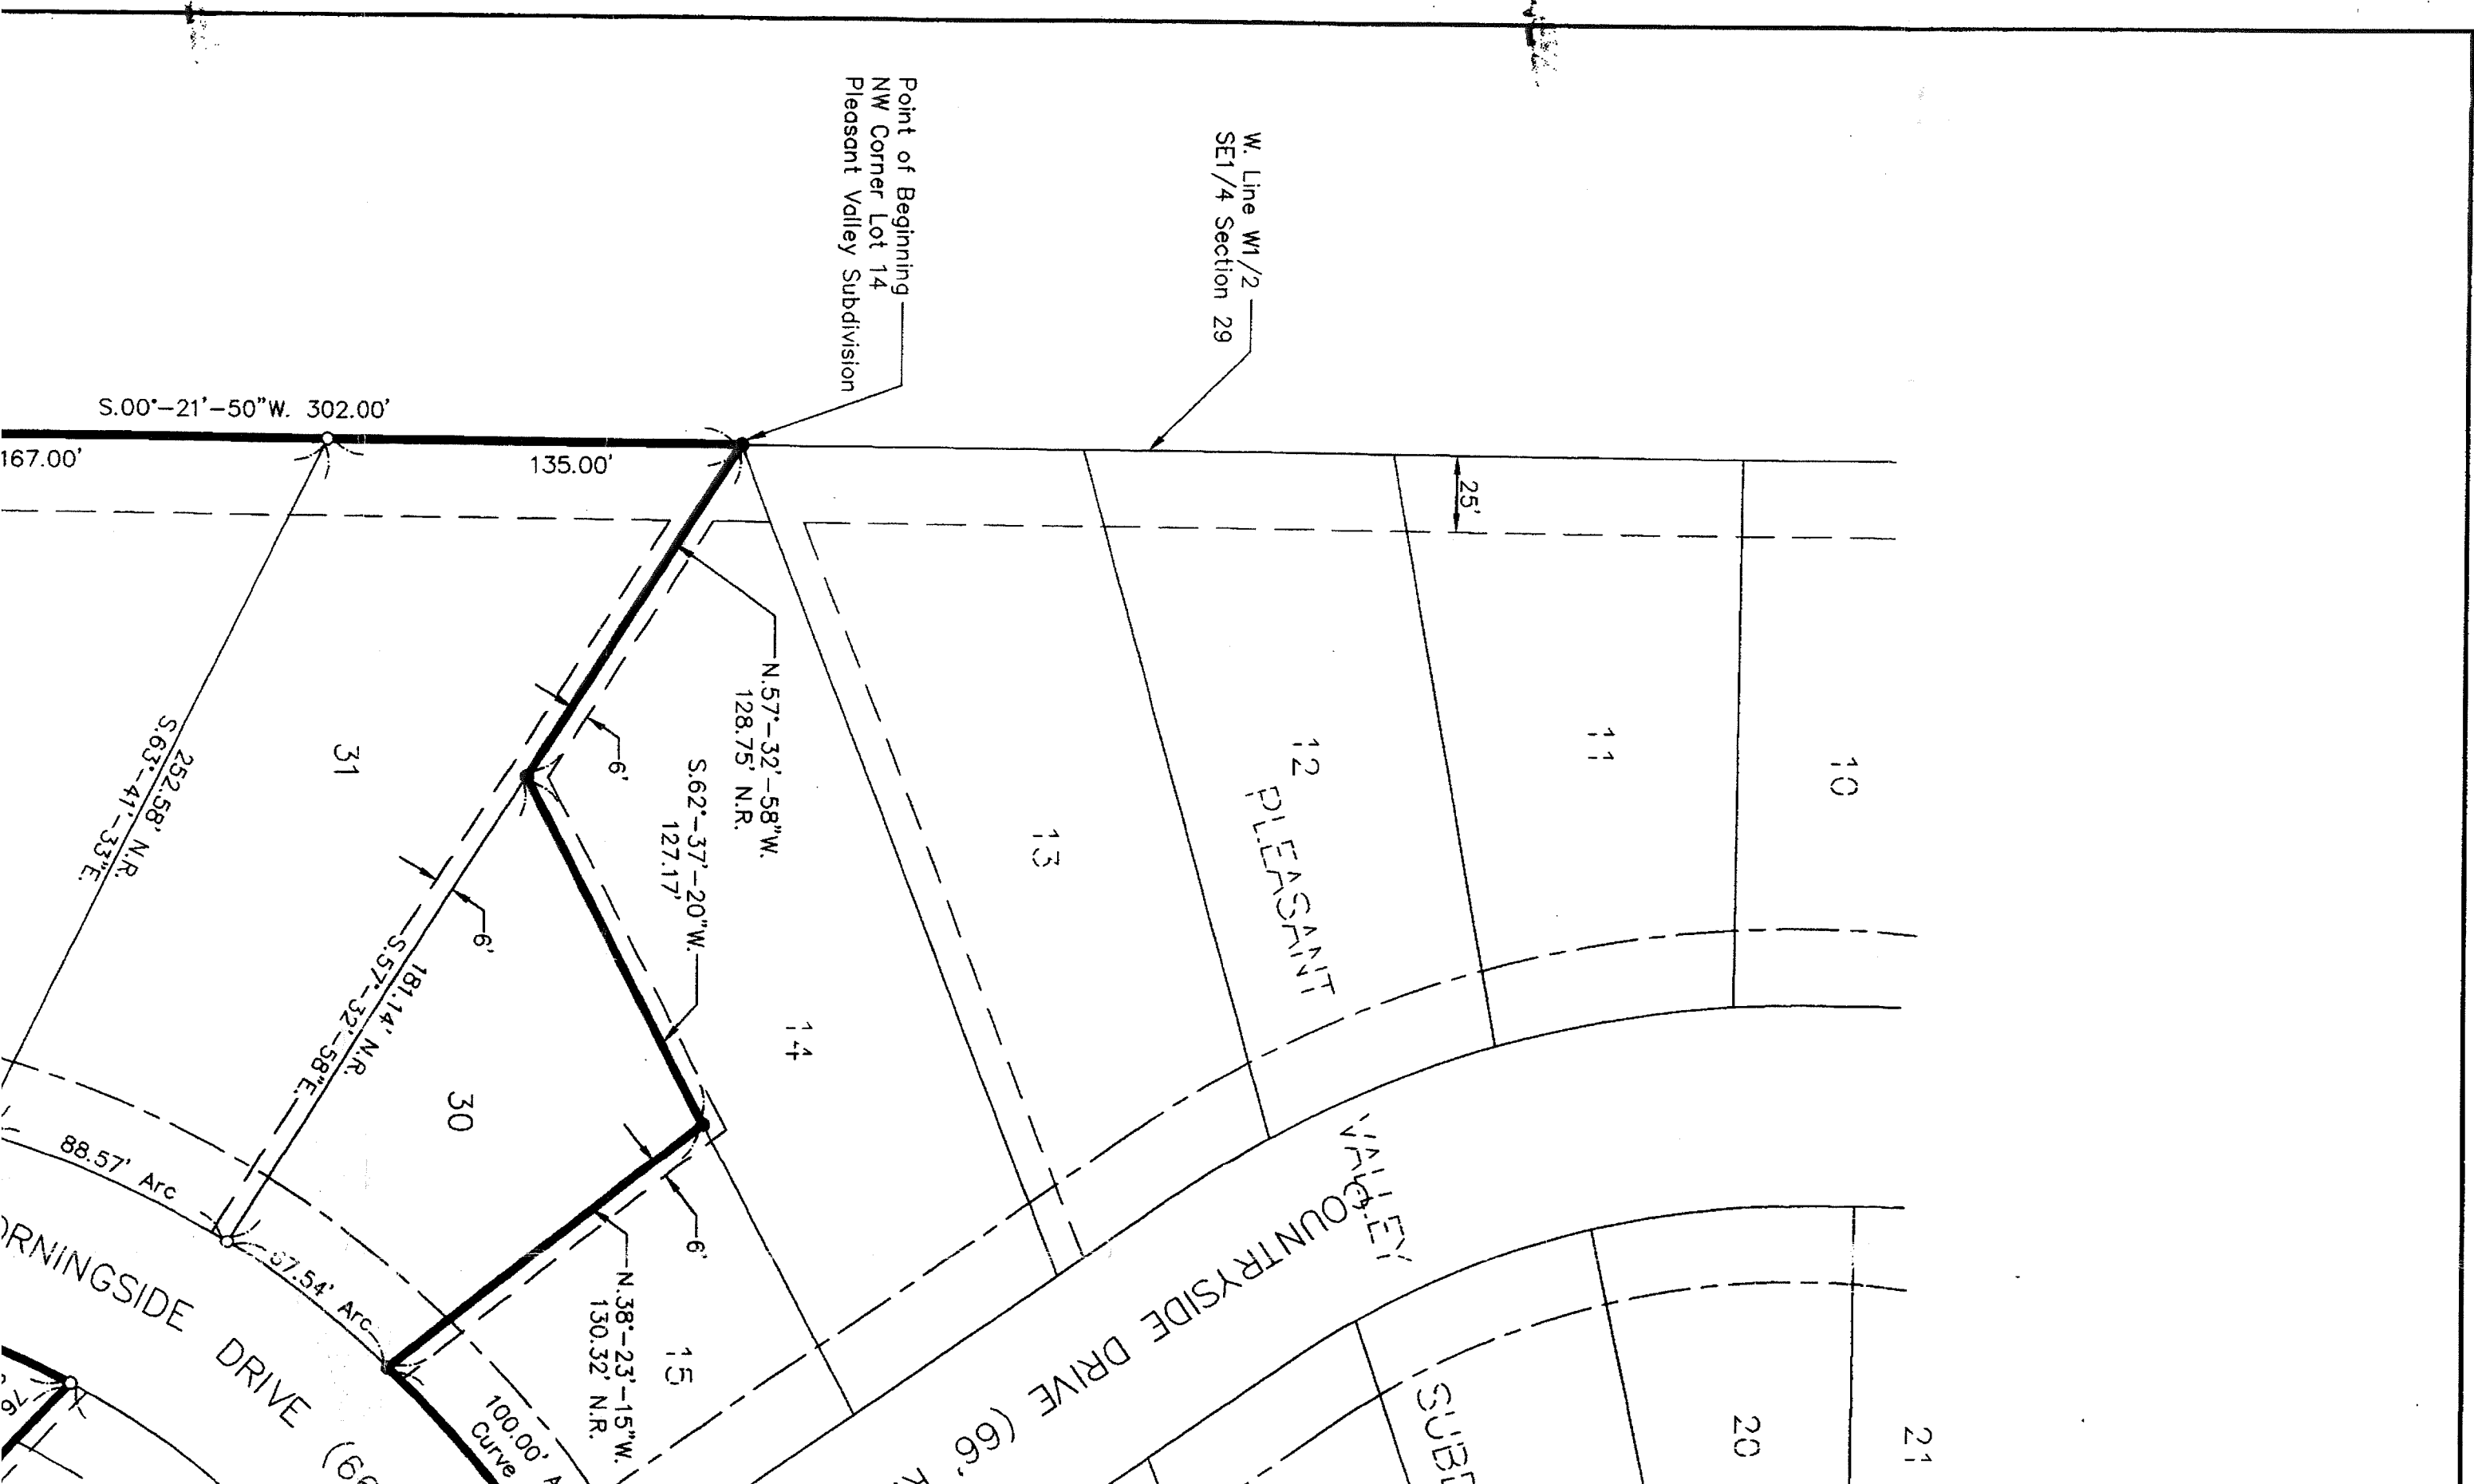 Point of Beginning
NW Corner Lot 14
Pleasant Valley Subdivision
W. Line W1/2
SE1/4 Section 29
S.00°-21'-50"W. 302.00'
167.00'
135.00'
25'
N.57°-32'-58"W.
128.75' N.R.
6'
S.62°-37'-20"W.
127.17'
252.58' N.R.
S.63°-41'-33"E.
31
181.14' N.R.
S.57°-32'-58"E.
6'
30
14
13
12
11
10
PLEASANT
VALLEY
COUNTRYSIDE DRIVE (66'
6'
N.38°-23'-15"W.
130.32' N.R.
15
88.57' Arc
87.54' Arc
100.00'
Curve
DRIVE (66
20
21